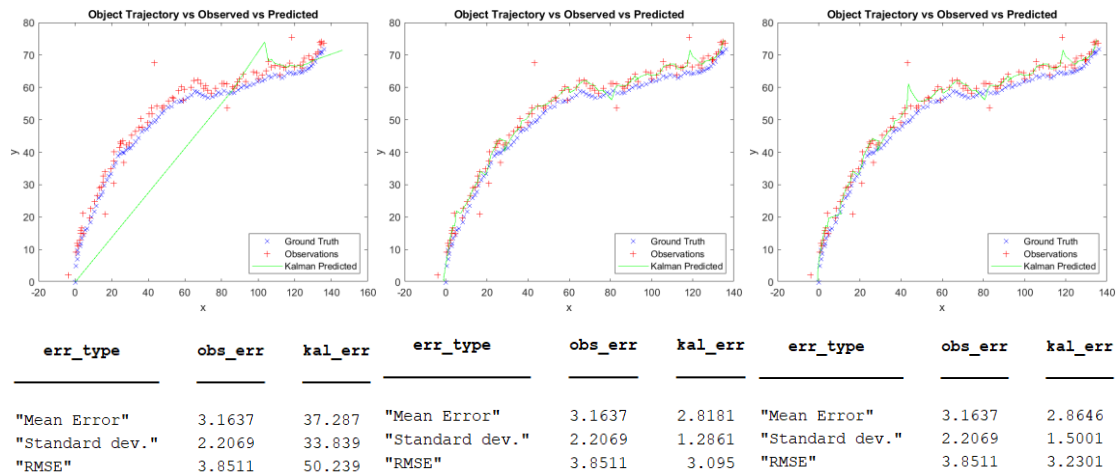 Object Trajectory vs Observed vs Predicted
80
70
60
50
40
30
20
10
0
y
-20 0 20 40 60 80 100 120 140 160
x
Ground Truth
Observations
Kalman Predicted
Object Trajectory vs Observed vs Predicted
80
70
60
50
40
30
20
10
0
y
-20 0 20 40 60 80 100 120 140
x
Ground Truth
Observations
Kalman Predicted
Object Trajectory vs Observed vs Predicted
80
70
60
50
40
30
20
10
0
y
-20 0 20 40 60 80 100 120 140
x
Ground Truth
Observations
Kalman Predicted
err_type obs_err kal_err
"Mean Error" 3.1637 37.287
"Standard dev." 2.2069 33.839
"RMSE" 3.8511 50.239
err_type obs_err kal_err
"Mean Error" 3.1637 2.8181
"Standard dev." 2.2069 1.2861
"RMSE" 3.8511 3.095
err_type obs_err kal_err
"Mean Error" 3.1637 2.8646
"Standard dev." 2.2069 1.5001
"RMSE" 3.8511 3.2301